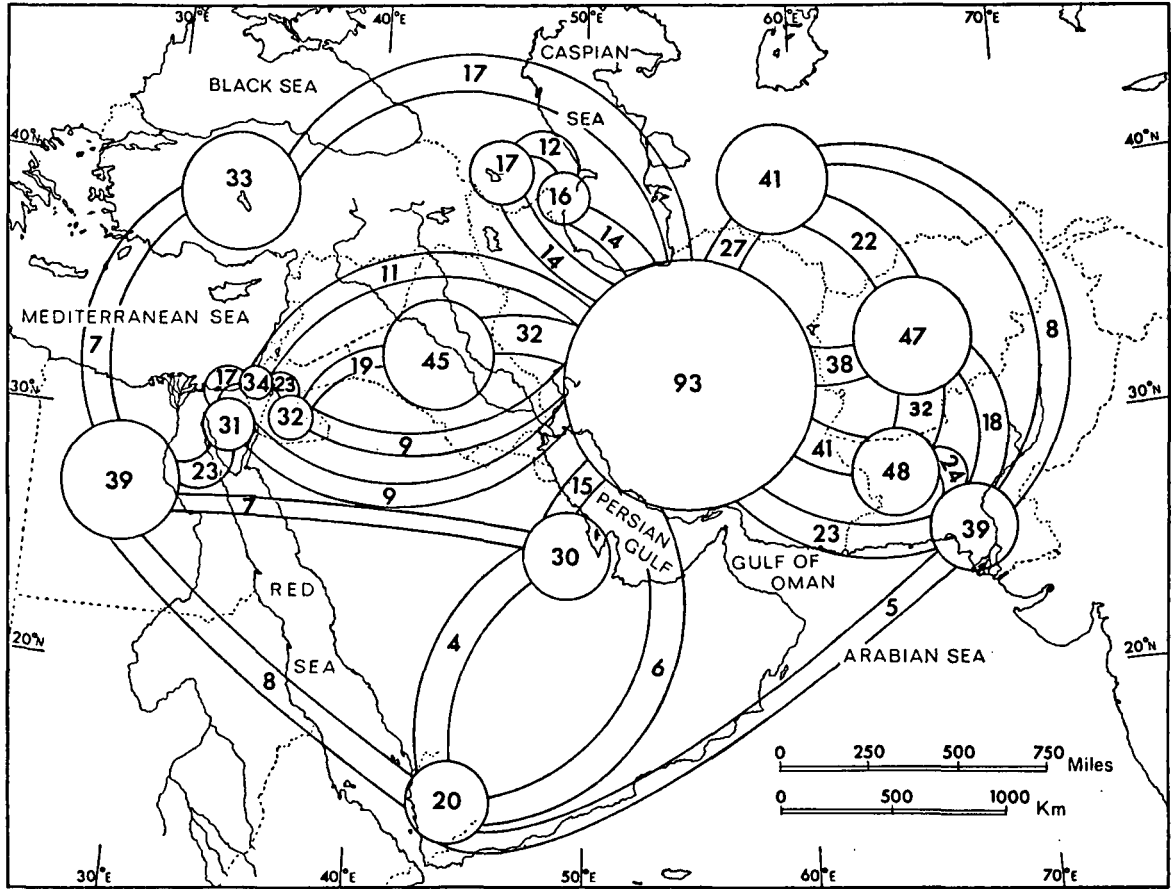 30°E 40°E 50°E 60°E 70°E
CASPIAN
SEA
BLACK SEA
17
40°N
40°N
12
17
16
33
41
14
14
27
22
11
MEDITERRANEAN SEA
7
32
47
8
45
19
38
93
30°N
30°N
17
34
23
32
31
32
18
9
41
48
24
23
39
9
7
15
PERSIAN
GULF
23
39
30
GULF OF
OMAN
RED
SEA
5
4
6
20°N
20°N
ARABIAN SEA
8
20
0 250 500 750 Miles
0 500 1000 Km
30°E 40°E 50°E 60°E 70°E